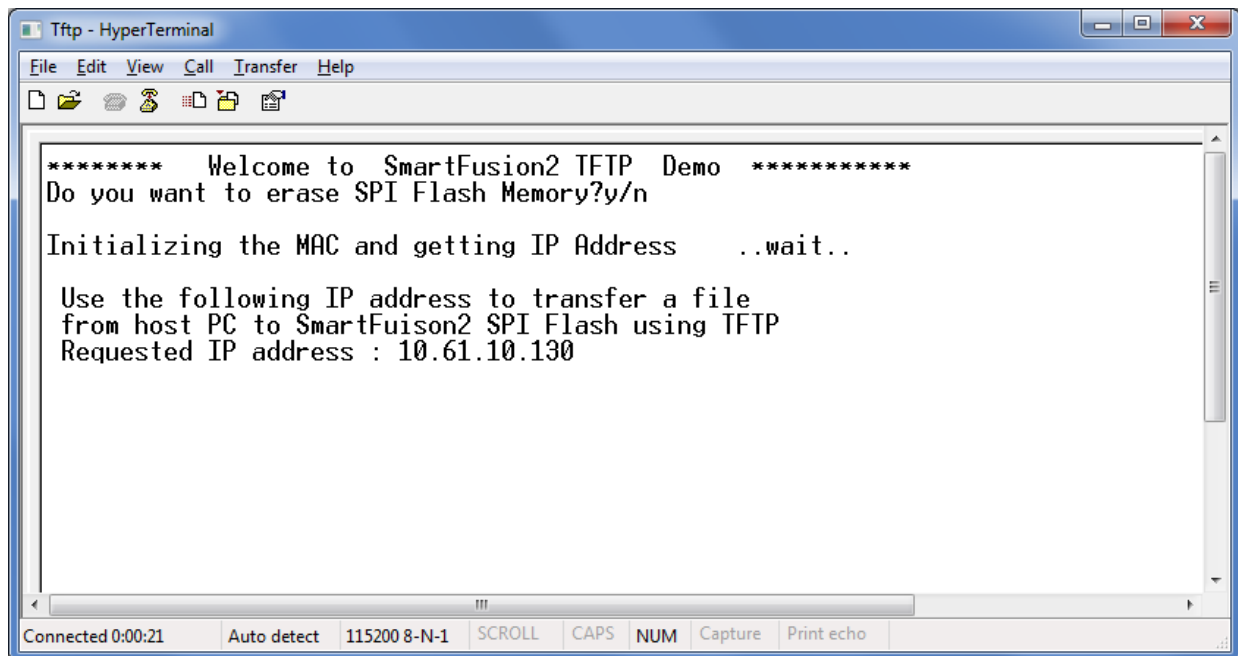 Tftp - HyperTerminal
File Edit View Call Transfer Help
******** Welcome to SmartFusion2 TFTP Demo ***********
Do you want to erase SPI Flash Memory?y/n
Initializing the MAC and getting IP Address ..wait..
Use the following IP address to transfer a file
from host PC to SmartFuison2 SPI Flash using TFTP
Requested IP address : 10.61.10.130
Connected 0:00:21 Auto detect 115200 8-N-1 SCROLL CAPS NUM Capture Print echo